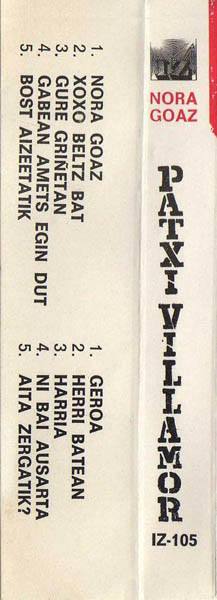 NORA
GOAZ
PATXI VILLAMOR
IZ-105
1. NORA GOAZ
2. XOXO BELTZ BAT
3. GURE GRIÑETAN
4. GABEAN AMETS EGIN DUT
5. BOST AIZEETATIK
1. GEROA
2. HERRI BATEAN
3. HARRIA
4. NI BAI AUSARTA
5. AITA ZERGATIK?